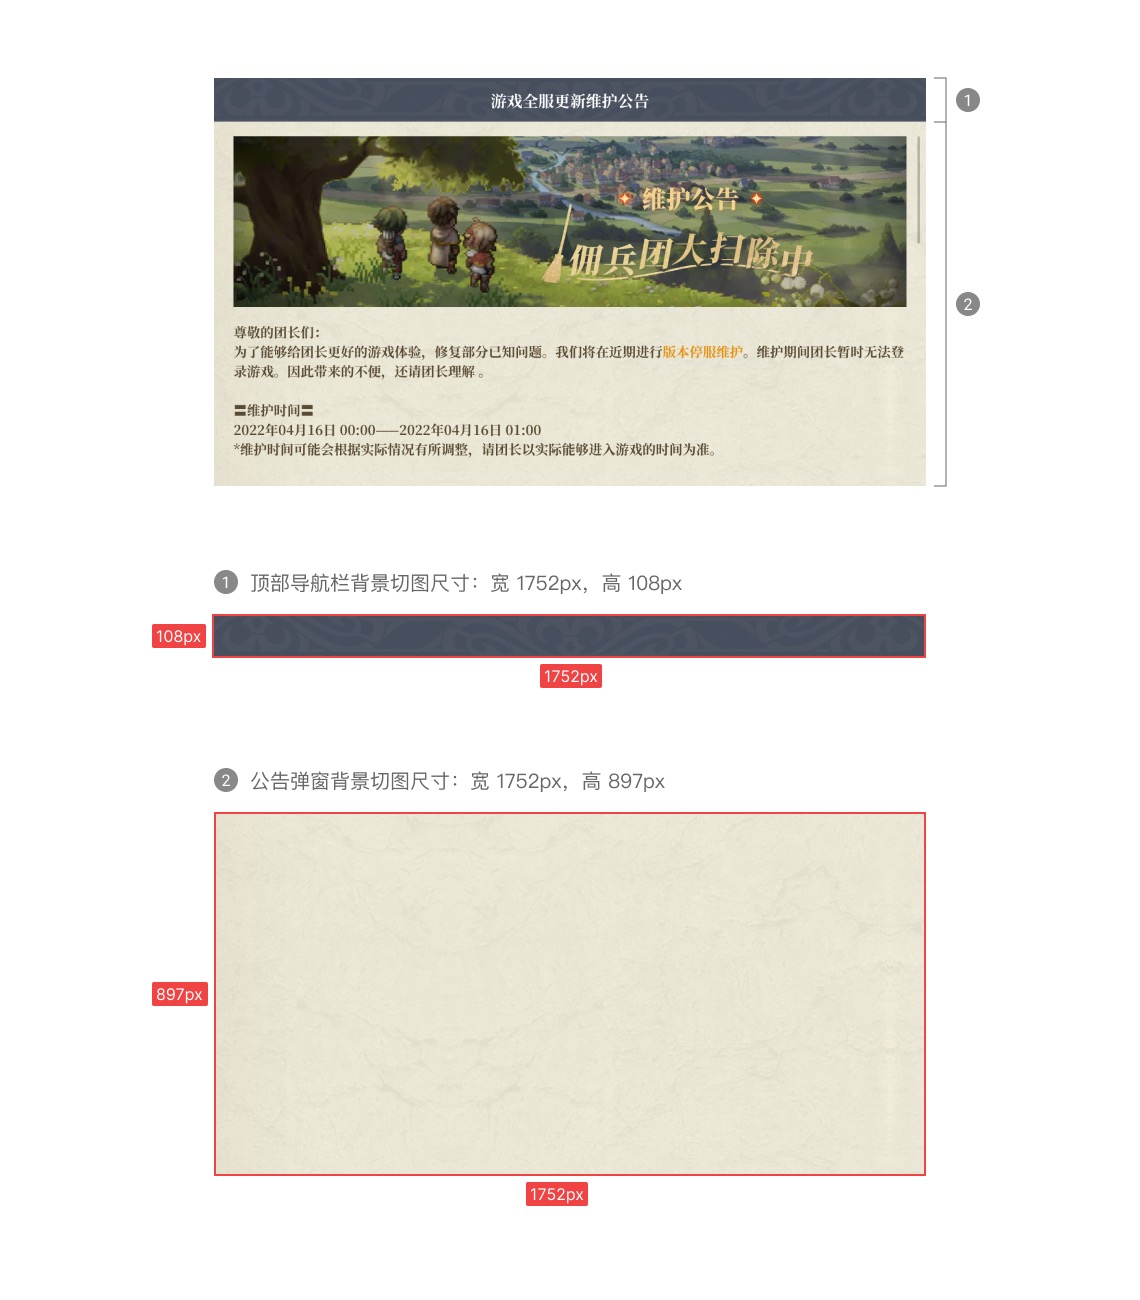 游戏全服更新维护公告
1
维护公告
佣兵团大扫除中
2
尊敬的团长们：
为了能够给团长更好的游戏体验，修复部分已知问题。我们将在近期进行版本停服维护。维护期间团长暂时无法登
录游戏。因此带来的不便，还请团长理解 。
〓维护时间〓
2022年04月16日 00:00——2022年04月16日 01:00
*维护时间可能会根据实际情况有所调整，请团长以实际能够进入游戏的时间为准。
1 顶部导航栏背景切图尺寸：宽 1752px，高 108px
108px
1752px
2 公告弹窗背景切图尺寸：宽 1752px，高 897px
897px
1752px